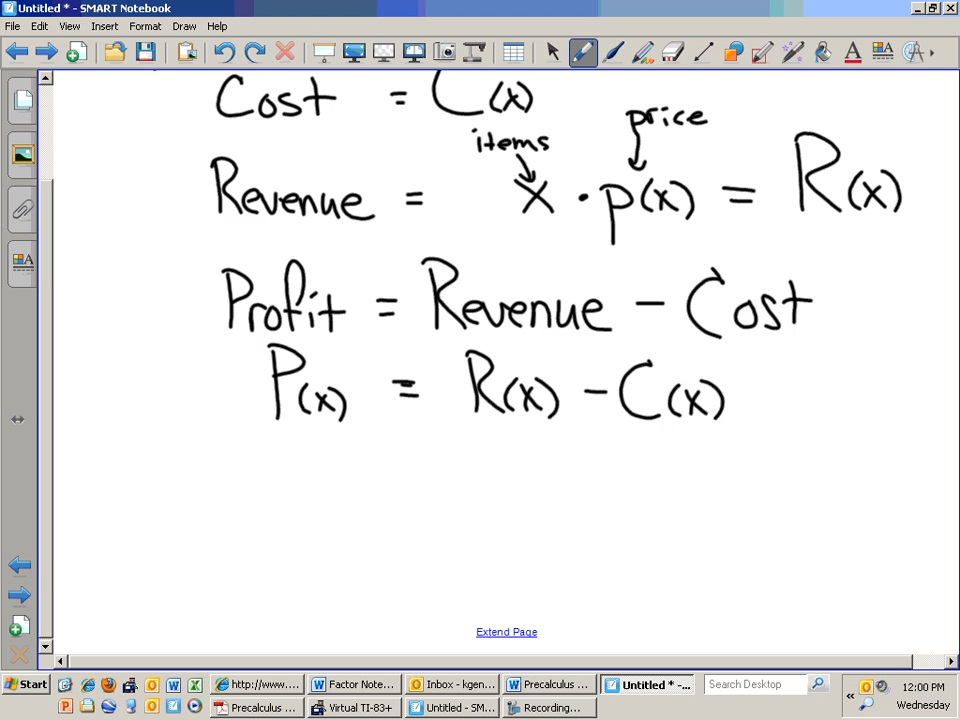 Untitled * - SMART Notebook
File Edit View Insert Format Draw Help
Cost = C(x)
items price
Revenue = x · p(x) = R(x)
Profit = Revenue - Cost
P(x) = R(x) - C(x)
Extend Page
Start http://www.... Factor Note... Inbox - kgen... Precalculus ... Untitled * -... Search Desktop 12:00 PM
Precalculus ... Virtual TI-83+ Untitled - SM... Recording... Wednesday